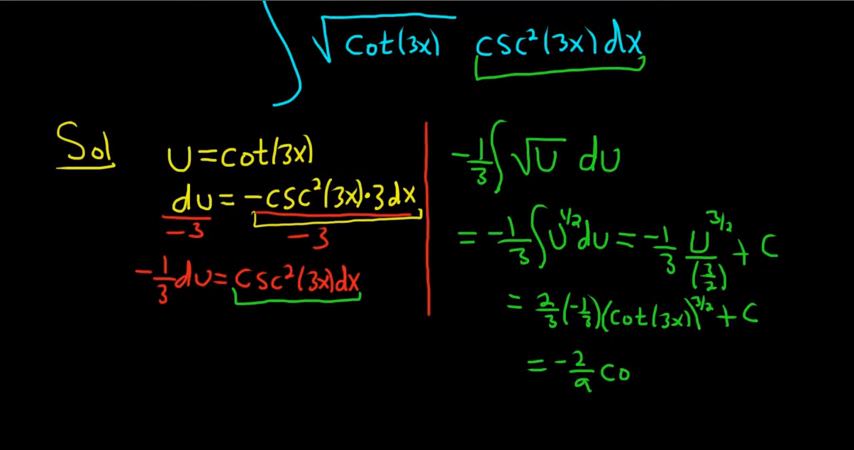 ∫ √cot(3x) csc²(3x)dx
Sol
U=cot(3x)
du = -csc²(3x)·3dx
-3 -3
-1/3 du = csc²(3x)dx
-1/3 ∫ √U dU
= -1/3 ∫ U^1/2 du = -1/3 U^3/2/(3/2) + C
= 2/3 (-1/3)(cot(3x))^3/2 + C
= -2/9 co